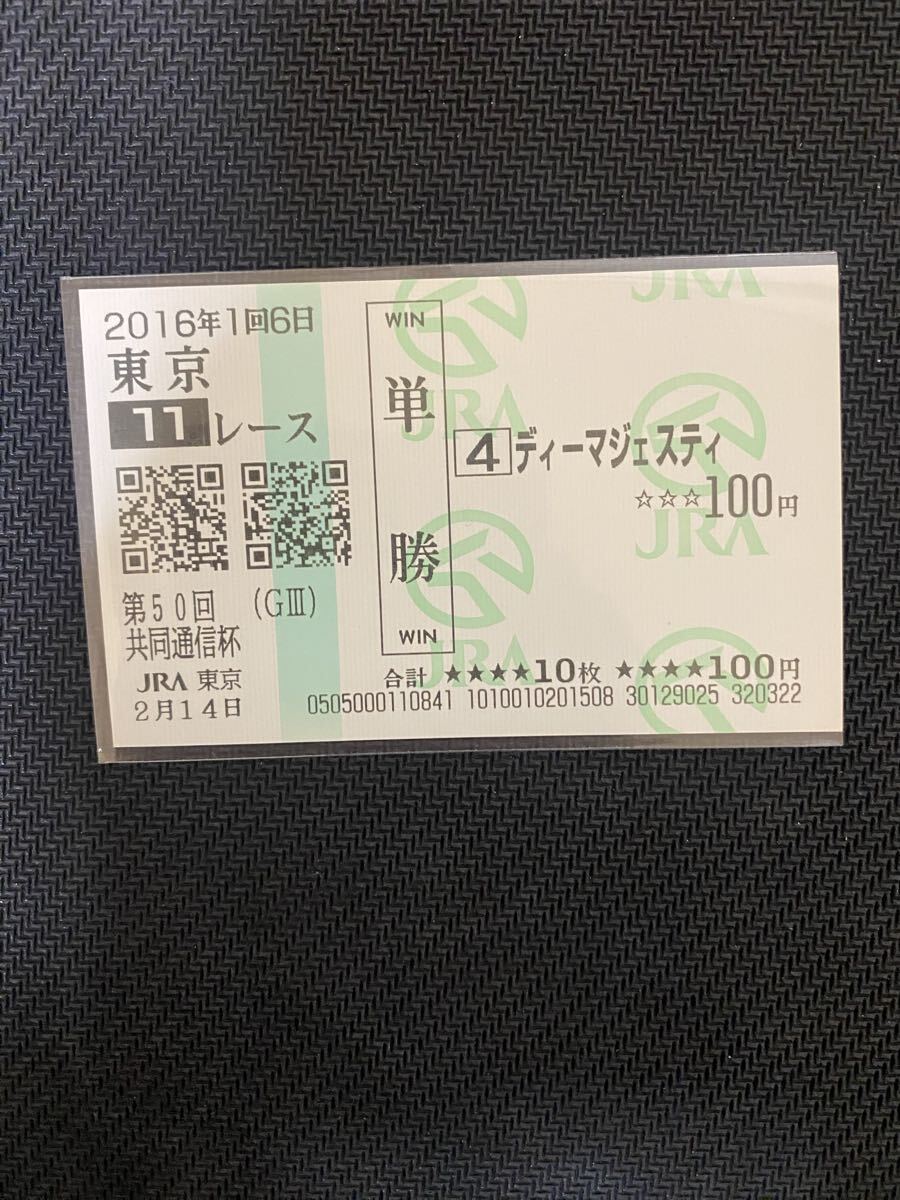 2016年1回6日
東京
11レース
第50回 (GⅢ)
共同通信杯
JRA 東京
2月14日
WIN
単
勝
WIN
4 ディーマジェスティ
☆☆☆100円
合計 ★★★★10枚 ★★★★100円
0505000110841 1010010201508 30129025 320322
JRA
JRA
JRA
JRA